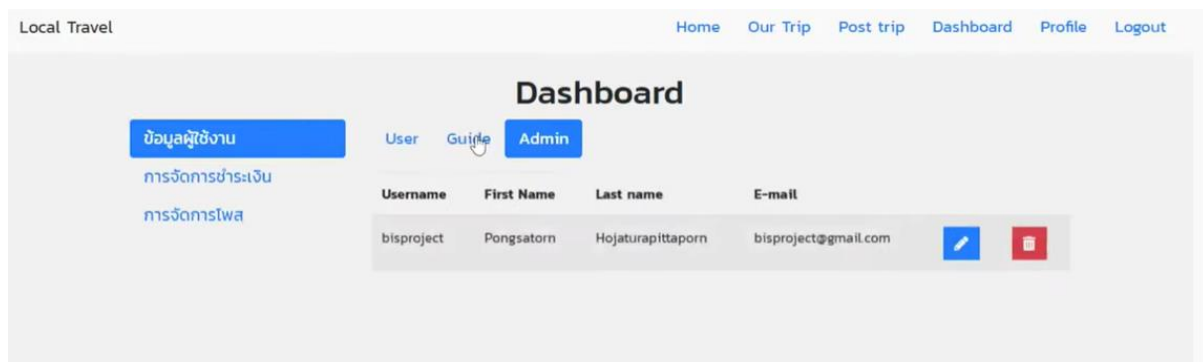 Local Travel Home Our Trip Post trip Dashboard Profile Logout
Dashboard
ข้อมูลผู้ใช้งาน
การจัดการชำระเงิน
การจัดการโพส
User Guide Admin
Username First Name Last name E-mail
bisproject Pongsatorn Hojaturapittaporn bisproject@gmail.com